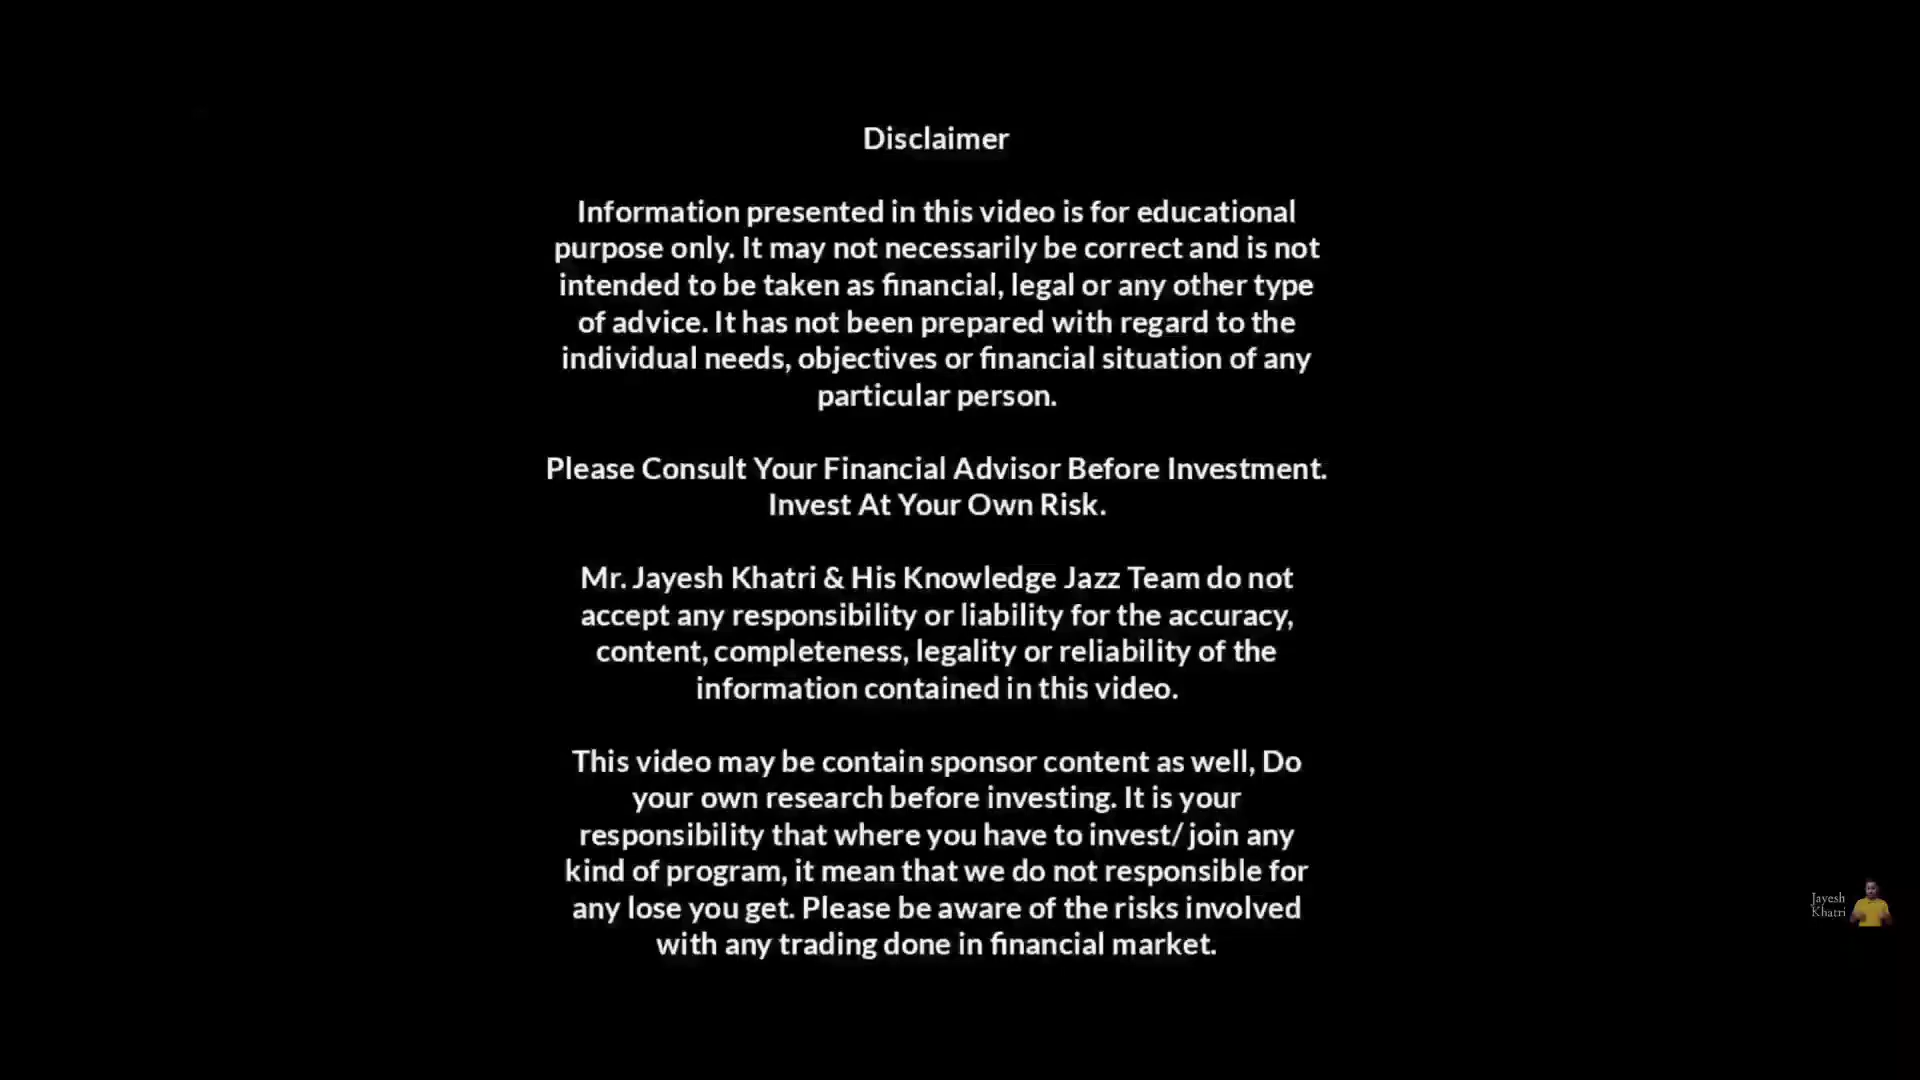 Disclaimer
Information presented in this video is for educational
purpose only. It may not necessarily be correct and is not
intended to be taken as financial, legal or any other type
of advice. It has not been prepared with regard to the
individual needs, objectives or financial situation of any
particular person.
Please Consult Your Financial Advisor Before Investment.
Invest At Your Own Risk.
Mr. Jayesh Khatri & His Knowledge Jazz Team do not
accept any responsibility or liability for the accuracy,
content, completeness, legality or reliability of the
information contained in this video.
This video may be contain sponsor content as well, Do
your own research before investing. It is your
responsibility that where you have to invest/ join any
kind of program, it mean that we do not responsible for
any lose you get. Please be aware of the risks involved
with any trading done in financial market.
Jayesh
Khatri